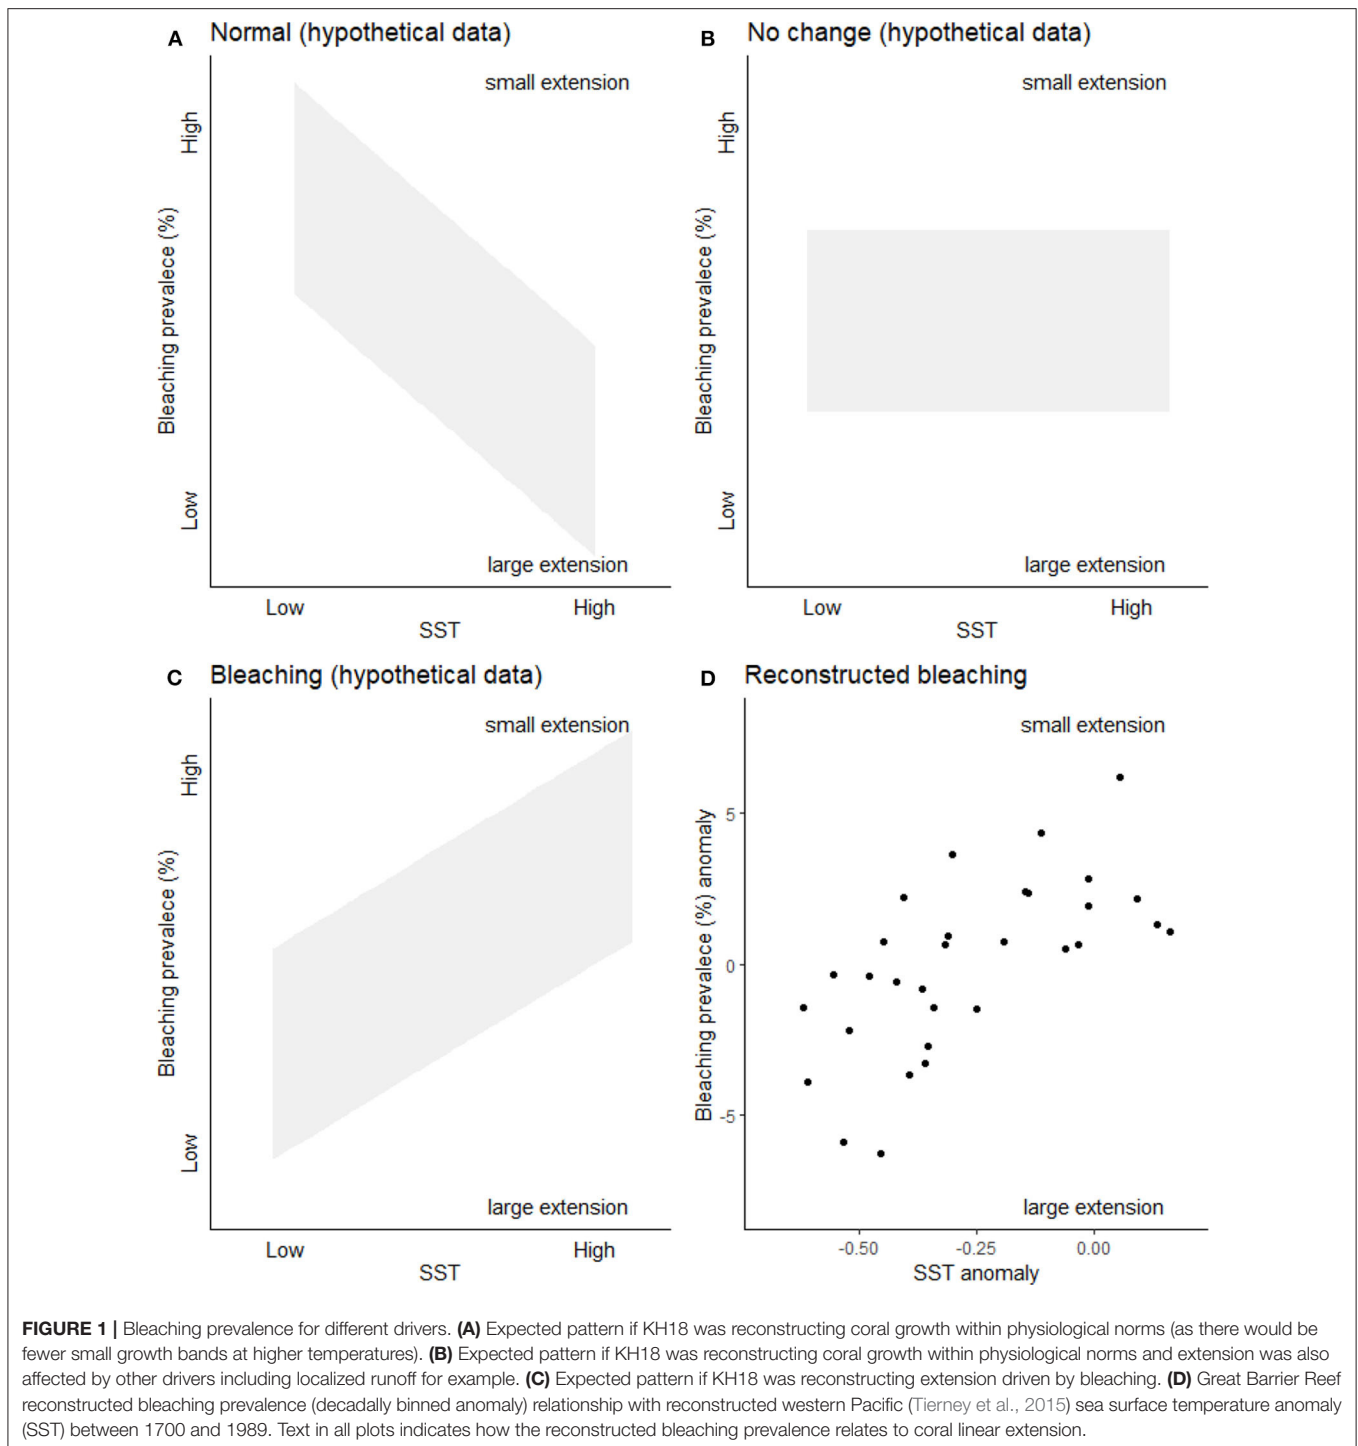 A Normal (hypothetical data)
small extension
High
Bleaching prevalece (%)
Low
large extension
Low High
SST
B No change (hypothetical data)
small extension
High
Bleaching prevalece (%)
Low
large extension
Low High
SST
C Bleaching (hypothetical data)
small extension
High
Bleaching prevalece (%)
Low
large extension
Low High
SST
D Reconstructed bleaching
small extension
Bleaching prevalece (%) anomaly
5
0
-5
large extension
-0.50 -0.25 0.00
SST anomaly
FIGURE 1 | Bleaching prevalence for different drivers. (A) Expected pattern if KH18 was reconstructing coral growth within physiological norms (as there would be
fewer small growth bands at higher temperatures). (B) Expected pattern if KH18 was reconstructing coral growth within physiological norms and extension was also
affected by other drivers including localized runoff for example. (C) Expected pattern if KH18 was reconstructing extension driven by bleaching. (D) Great Barrier Reef
reconstructed bleaching prevalence (decadally binned anomaly) relationship with reconstructed western Pacific (Tierney et al., 2015) sea surface temperature anomaly
(SST) between 1700 and 1989. Text in all plots indicates how the reconstructed bleaching prevalence relates to coral linear extension.